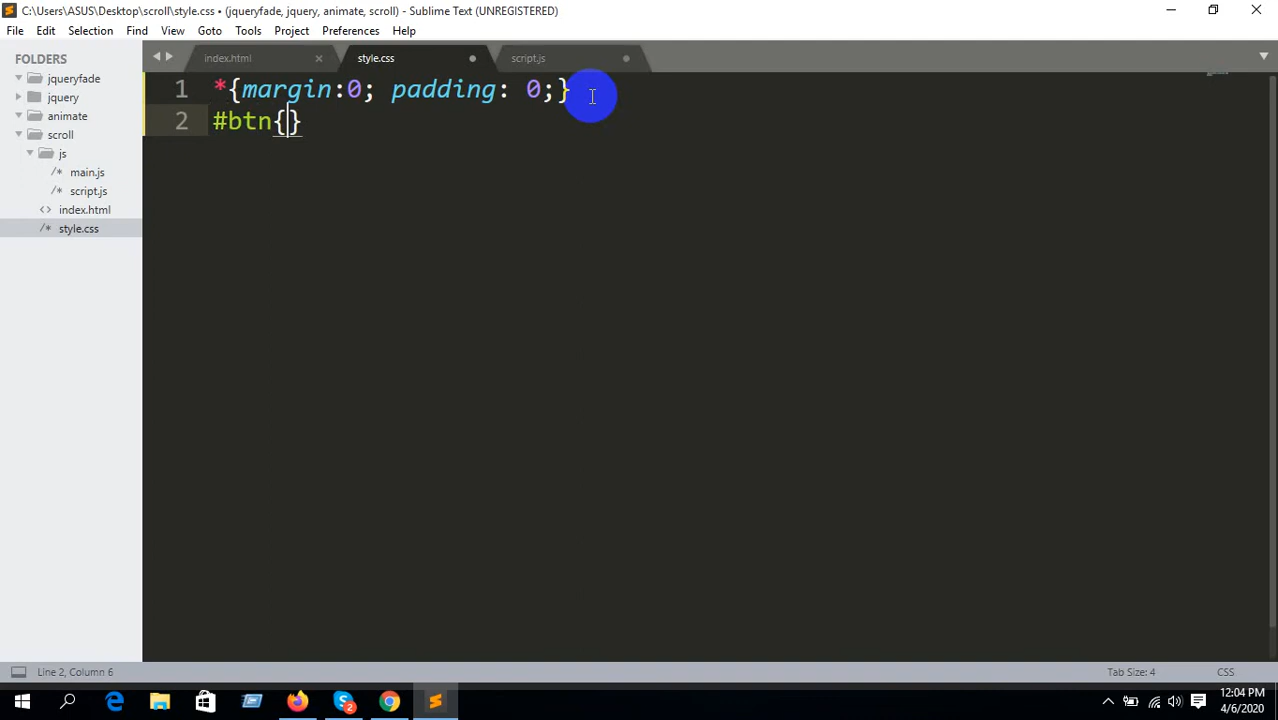 C:\Users\ASUS\Desktop\scroll\style.css • (jqueryfade, jquery, animate, scroll) - Sublime Text (UNREGISTERED)
File Edit Selection Find View Goto Tools Project Preferences Help
FOLDERS
jqueryfade
jquery
animate
scroll
js
main.js
script.js
index.html
style.css
index.html style.css script.js
1 *{margin:0; padding: 0;}
2 #btn{}
Line 2, Column 6 Tab Size: 4 CSS
2
12:04 PM
4/6/2020